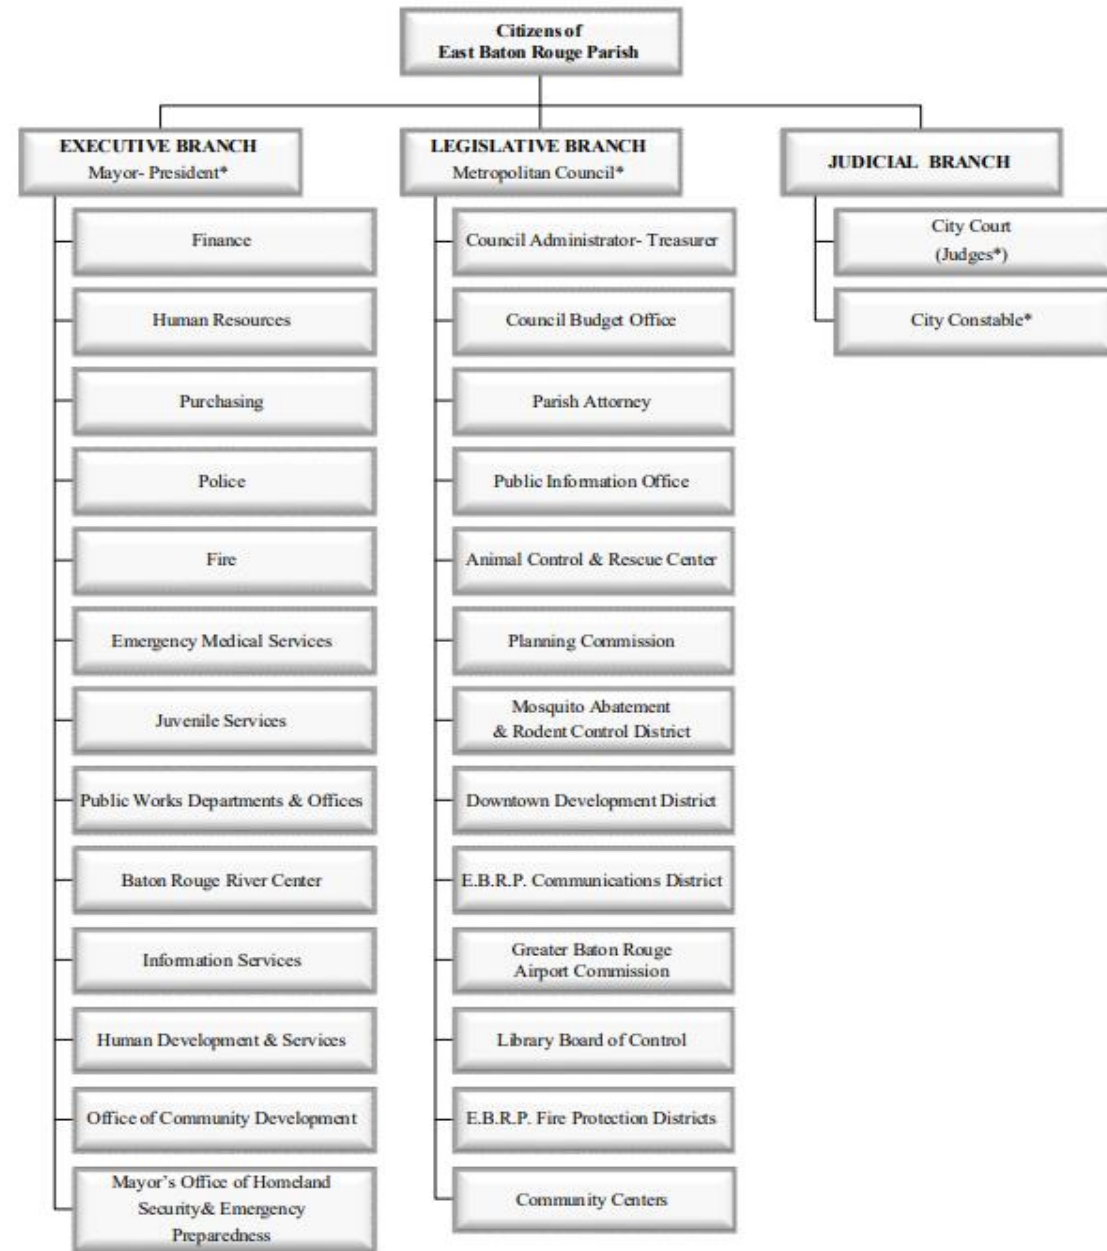 Citizens of
East Baton Rouge Parish
EXECUTIVE BRANCH
Mayor- President*
Finance
Human Resources
Purchasing
Police
Fire
Emergency Medical Services
Juvenile Services
Public Works Departments & Offices
Baton Rouge River Center
Information Services
Human Development & Services
Office of Community Development
Mayor's Office of Homeland
Security& Emergency
Preparedness
LEGISLATIVE BRANCH
Metropolitan Council*
Council Administrator- Treasurer
Council Budget Office
Parish Attorney
Public Information Office
Animal Control & Rescue Center
Planning Commission
Mosquito Abatement
& Rodent Control District
Downtown Development District
E.B.R.P. Communications District
Greater Baton Rouge
Airport Commission
Library Board of Control
E.B.R.P. Fire Protection Districts
Community Centers
JUDICIAL BRANCH
City Court
(Judges*)
City Constable*